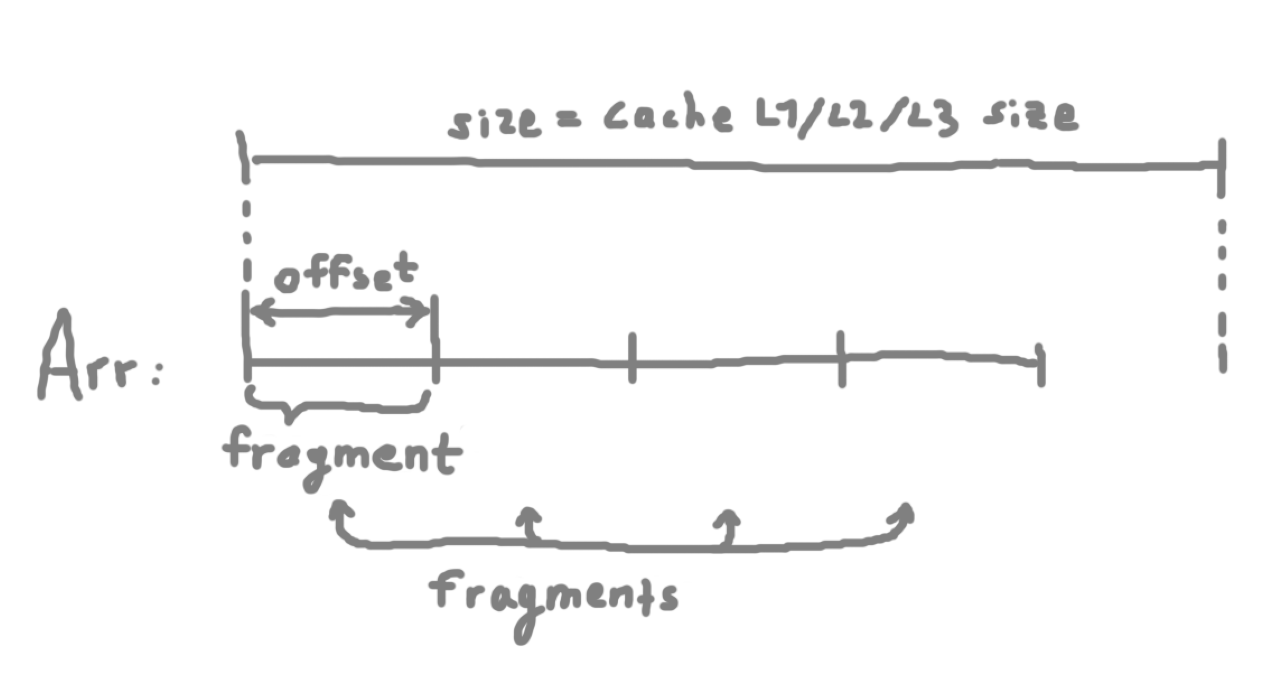 size = Cache L1/L2/L3 size
offset
Arr:
fragment
fragments